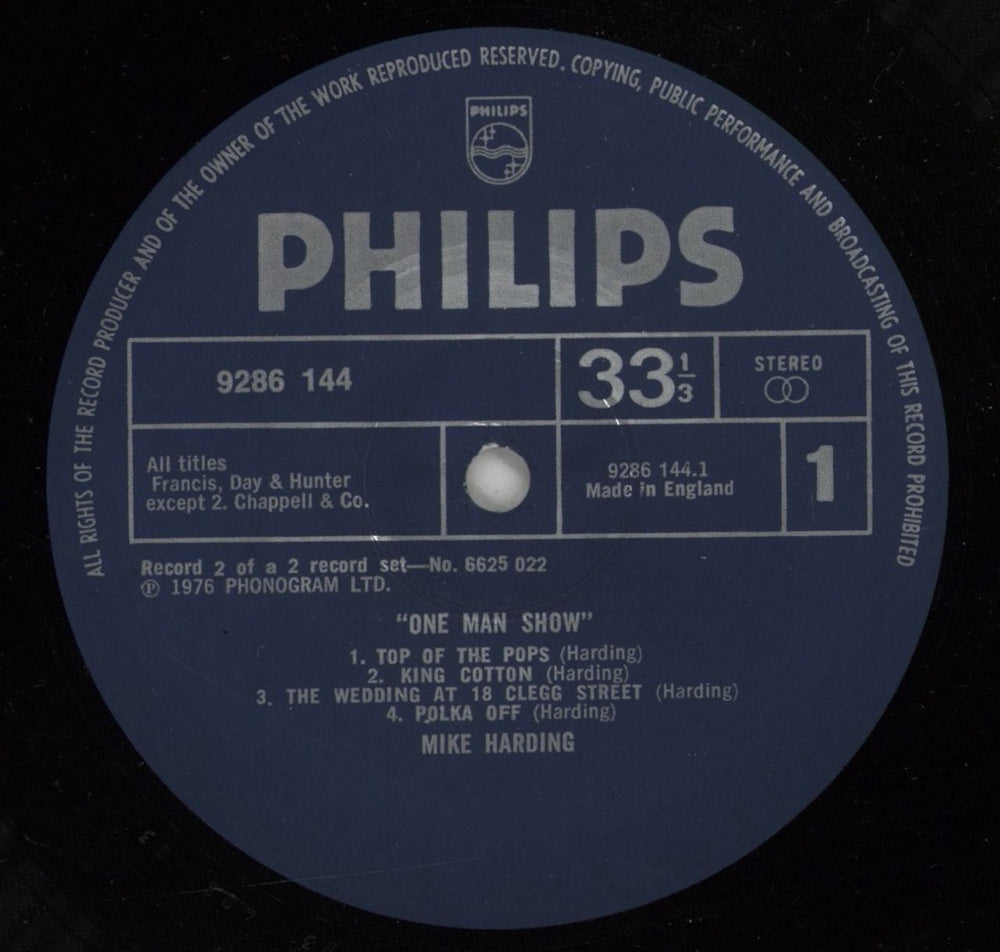 ALL RIGHTS OF THE RECORD PRODUCER AND OF THE OWNER OF THE WORK REPRODUCED RESERVED. COPYING, PUBLIC PERFORMANCE AND BROADCASTING OF THIS RECORD PROHIBITED
PHILIPS
PHILIPS
9286 144
33 1/3
STEREO
All titles
Francis, Day & Hunter
except 2. Chappell & Co.
9286 144.1
Made in England
1
Record 2 of a 2 record set—No. 6625 022
℗ 1976 PHONOGRAM LTD.
"ONE MAN SHOW"
1. TOP OF THE POPS (Harding)
2. KING COTTON (Harding)
3. THE WEDDING AT 18 CLEGG STREET (Harding)
4. POLKA OFF (Harding)
MIKE HARDING